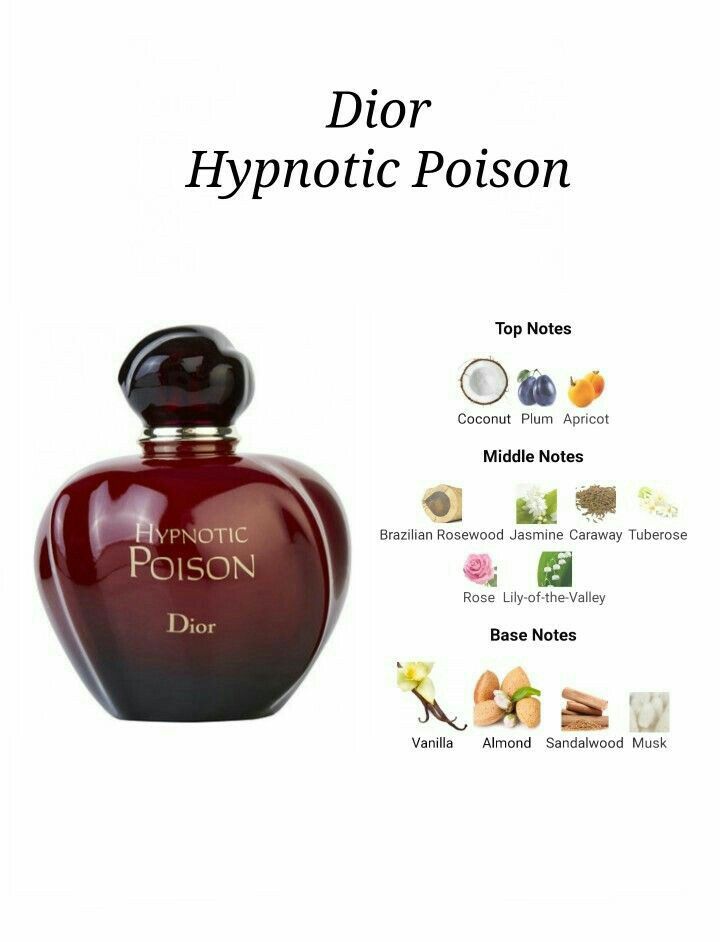 Dior
Hypnotic Poison
HYPNOTIC
POISON
Dior
Top Notes
Coconut Plum Apricot
Middle Notes
Brazilian Rosewood Jasmine Caraway Tuberose
Rose Lily-of-the-Valley
Base Notes
Vanilla Almond Sandalwood Musk